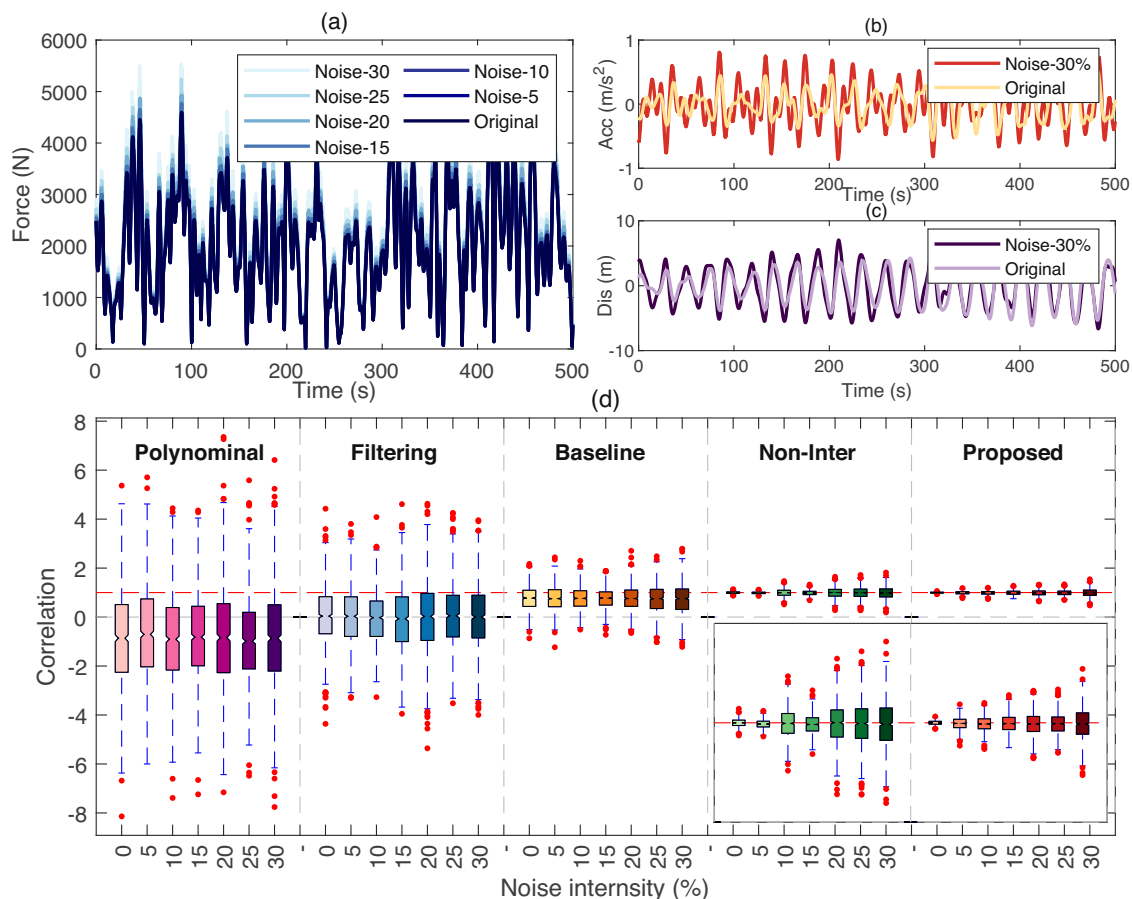 (a)
6000
5000
4000
3000
2000
1000
0
Force (N)
Noise-30
Noise-25
Noise-20
Noise-15
Noise-10
Noise-5
Original
0 100 200 300 400 500
Time (s)
(b)
1
0
-1
Acc (m/s²)
Noise-30%
Original
0 100 200 300 400 500
Time (s)
(c)
10
0
-10
Dis (m)
Noise-30%
Original
0 100 200 300 400 500
Time (s)
(d)
8
6
4
2
0
-2
-4
-6
-8
Correlation
Polynominal Filtering Baseline Non-Inter Proposed
0 5 10 15 20 25 30 - 0 5 10 15 20 25 30 - 0 5 10 15 20 25 30 - 0 5 10 15 20 25 30 - 0 5 10 15 20 25 30
Noise internsity (%)